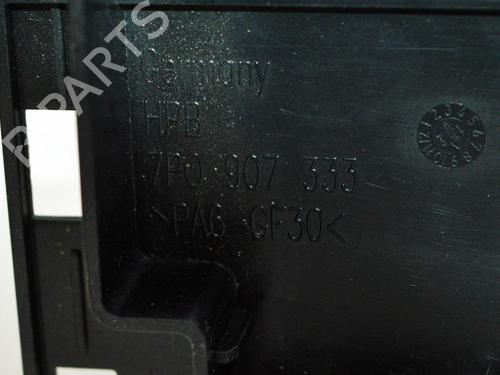 B-PARTS
Germany
HPB
7P0 907 333
>PA6 GF30<